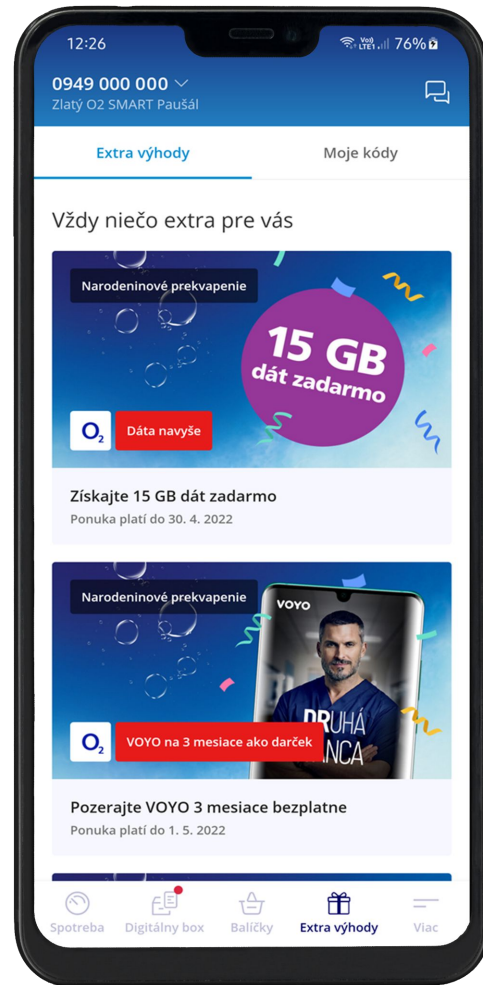 12:26
Vo))
LTE1
76%
0949 000 000
Zlatý O2 SMART Paušál
Extra výhody
Moje kódy
Vždy niečo extra pre vás
Narodeninové prekvapenie
15 GB
dát zadarmo
O2
Dáta navyše
Získajte 15 GB dát zadarmo
Ponuka platí do 30. 4. 2022
Narodeninové prekvapenie
VOYO
DRUHÁ
O2
VOYO na 3 mesiace ako darček
Pozerajte VOYO 3 mesiace bezplatne
Ponuka platí do 1. 5. 2022
Spotreba
Digitálny box
Balíčky
Extra výhody
Viac